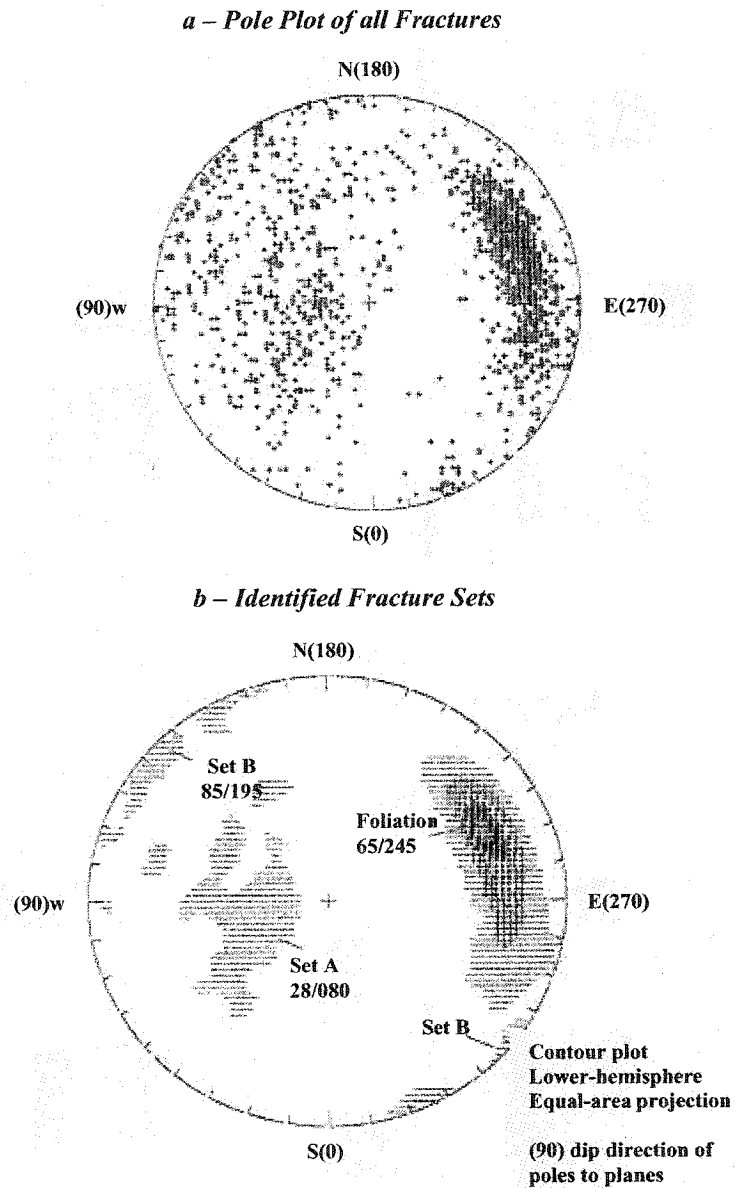 a – Pole Plot of all Fractures
N(180)
(90)w
E(270)
S(0)
b – Identified Fracture Sets
N(180)
Set B
85/195
Foliation
65/245
(90)w
E(270)
Set A
28/080
Set B
Contour plot
Lower-hemisphere
Equal-area projection
S(0)
(90) dip direction of
poles to planes